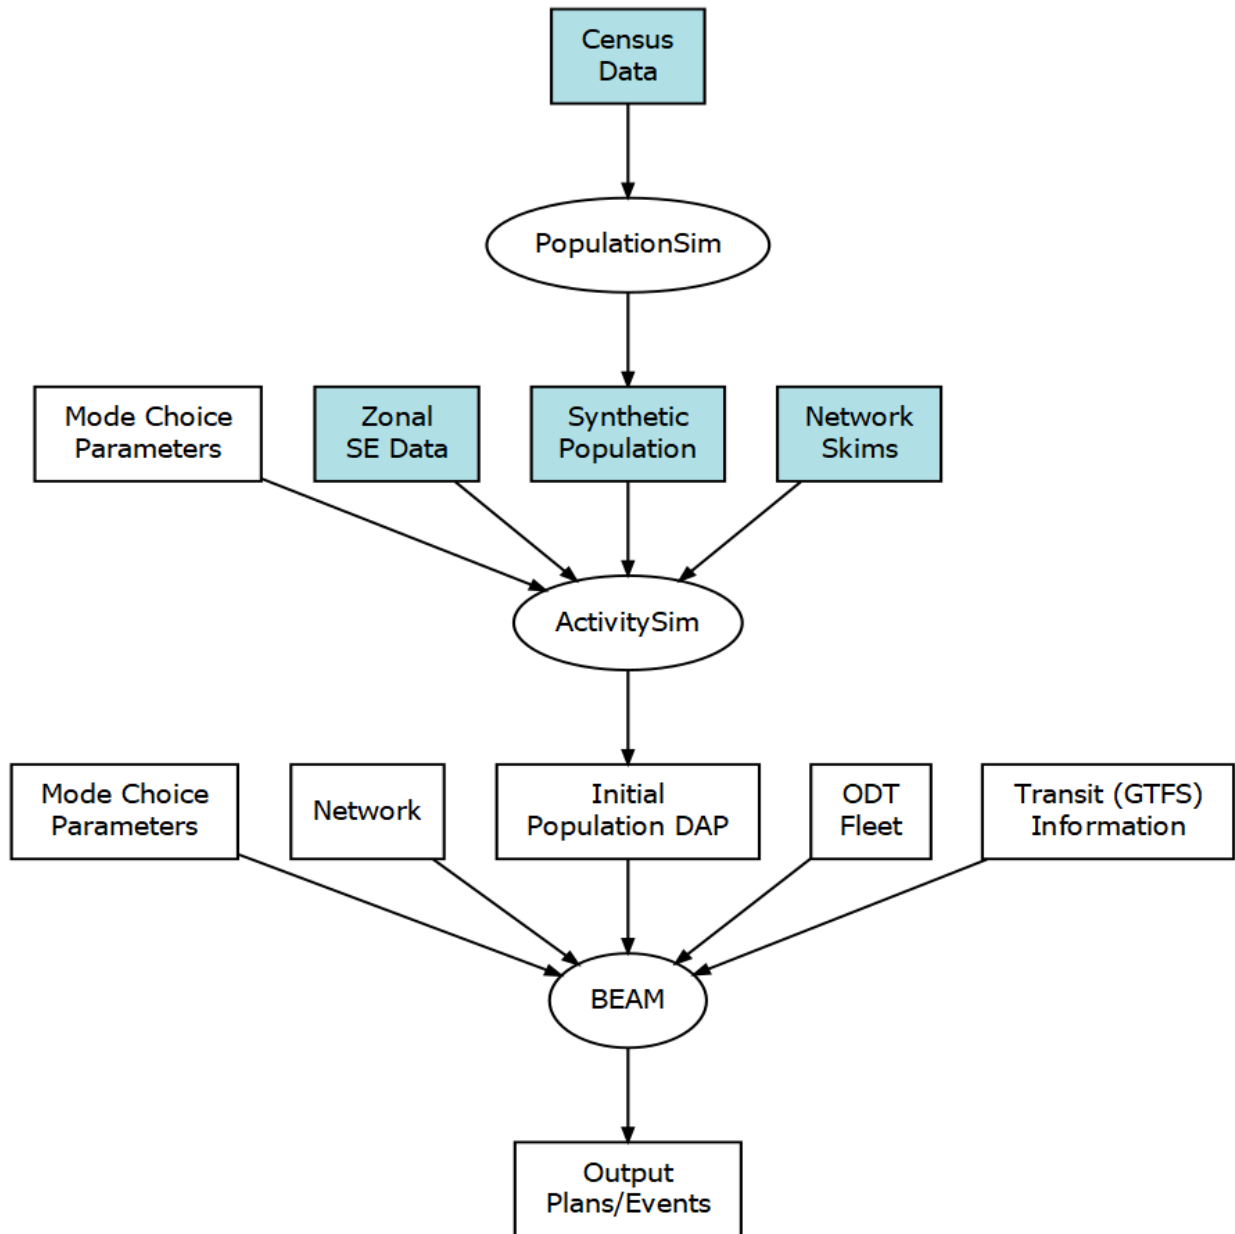 Census
Data
PopulationSim
Mode Choice
Parameters
Zonal
SE Data
Synthetic
Population
Network
Skims
ActivitySim
Mode Choice
Parameters
Network
Initial
Population DAP
ODT
Fleet
Transit (GTFS)
Information
BEAM
Output
Plans/Events